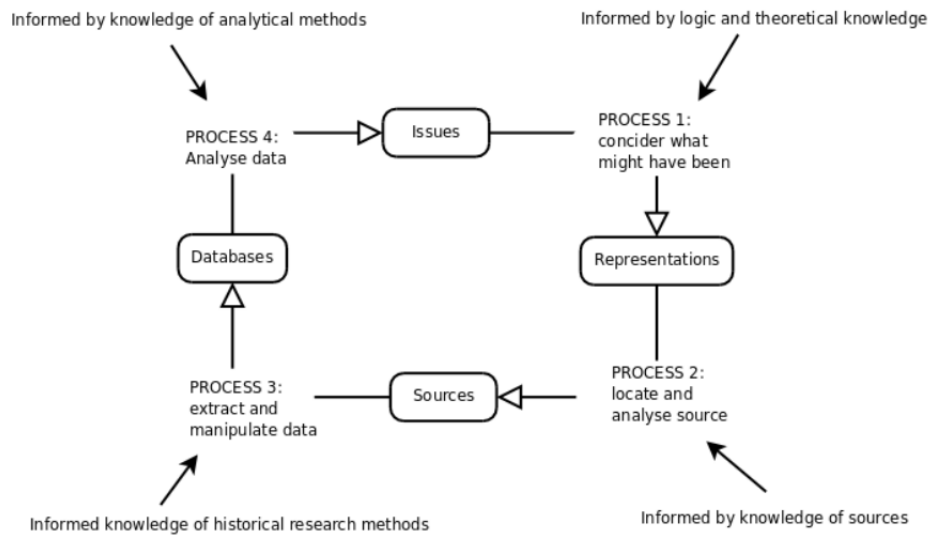 Informed by knowledge of analytical methods
Informed by logic and theoretical knowledge
PROCESS 4:
Analyse data
Issues
PROCESS 1:
concider what
might have been
Databases
Representations
PROCESS 3:
extract and
manipulate data
Sources
PROCESS 2:
locate and
analyse source
Informed knowledge of historical research methods
Informed by knowledge of sources